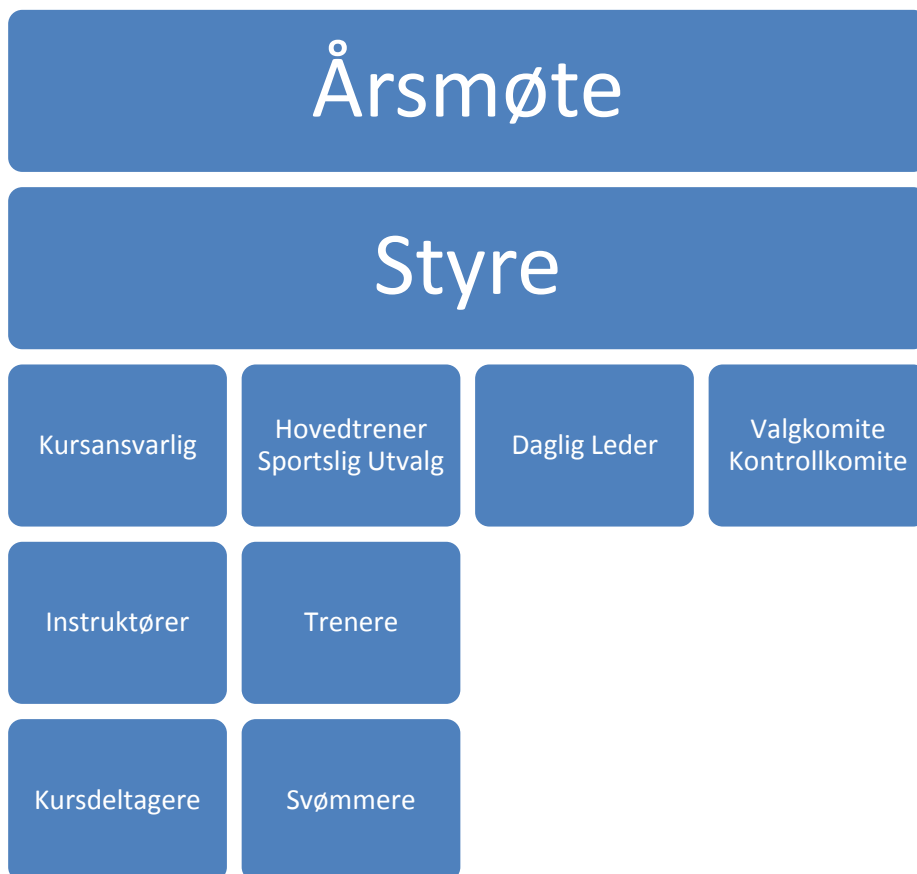 Årsmøte
Styre
Kursansvarlig
Hovedtrener
Sportslig Utvalg
Daglig Leder
Valgkomite
Kontrollkomite
Instruktører
Trenere
Kursdeltagere
Svømmere